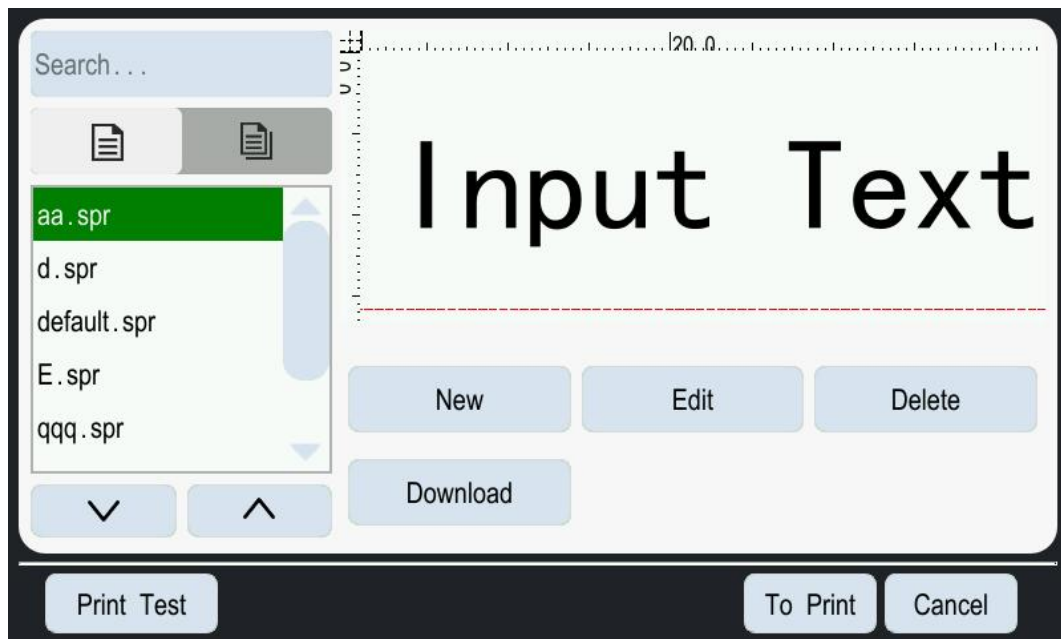 Search...
20.0
Input Text
aa.spr
d.spr
default.spr
E.spr
qqq.spr
New
Edit
Delete
Download
Print Test
To Print
Cancel